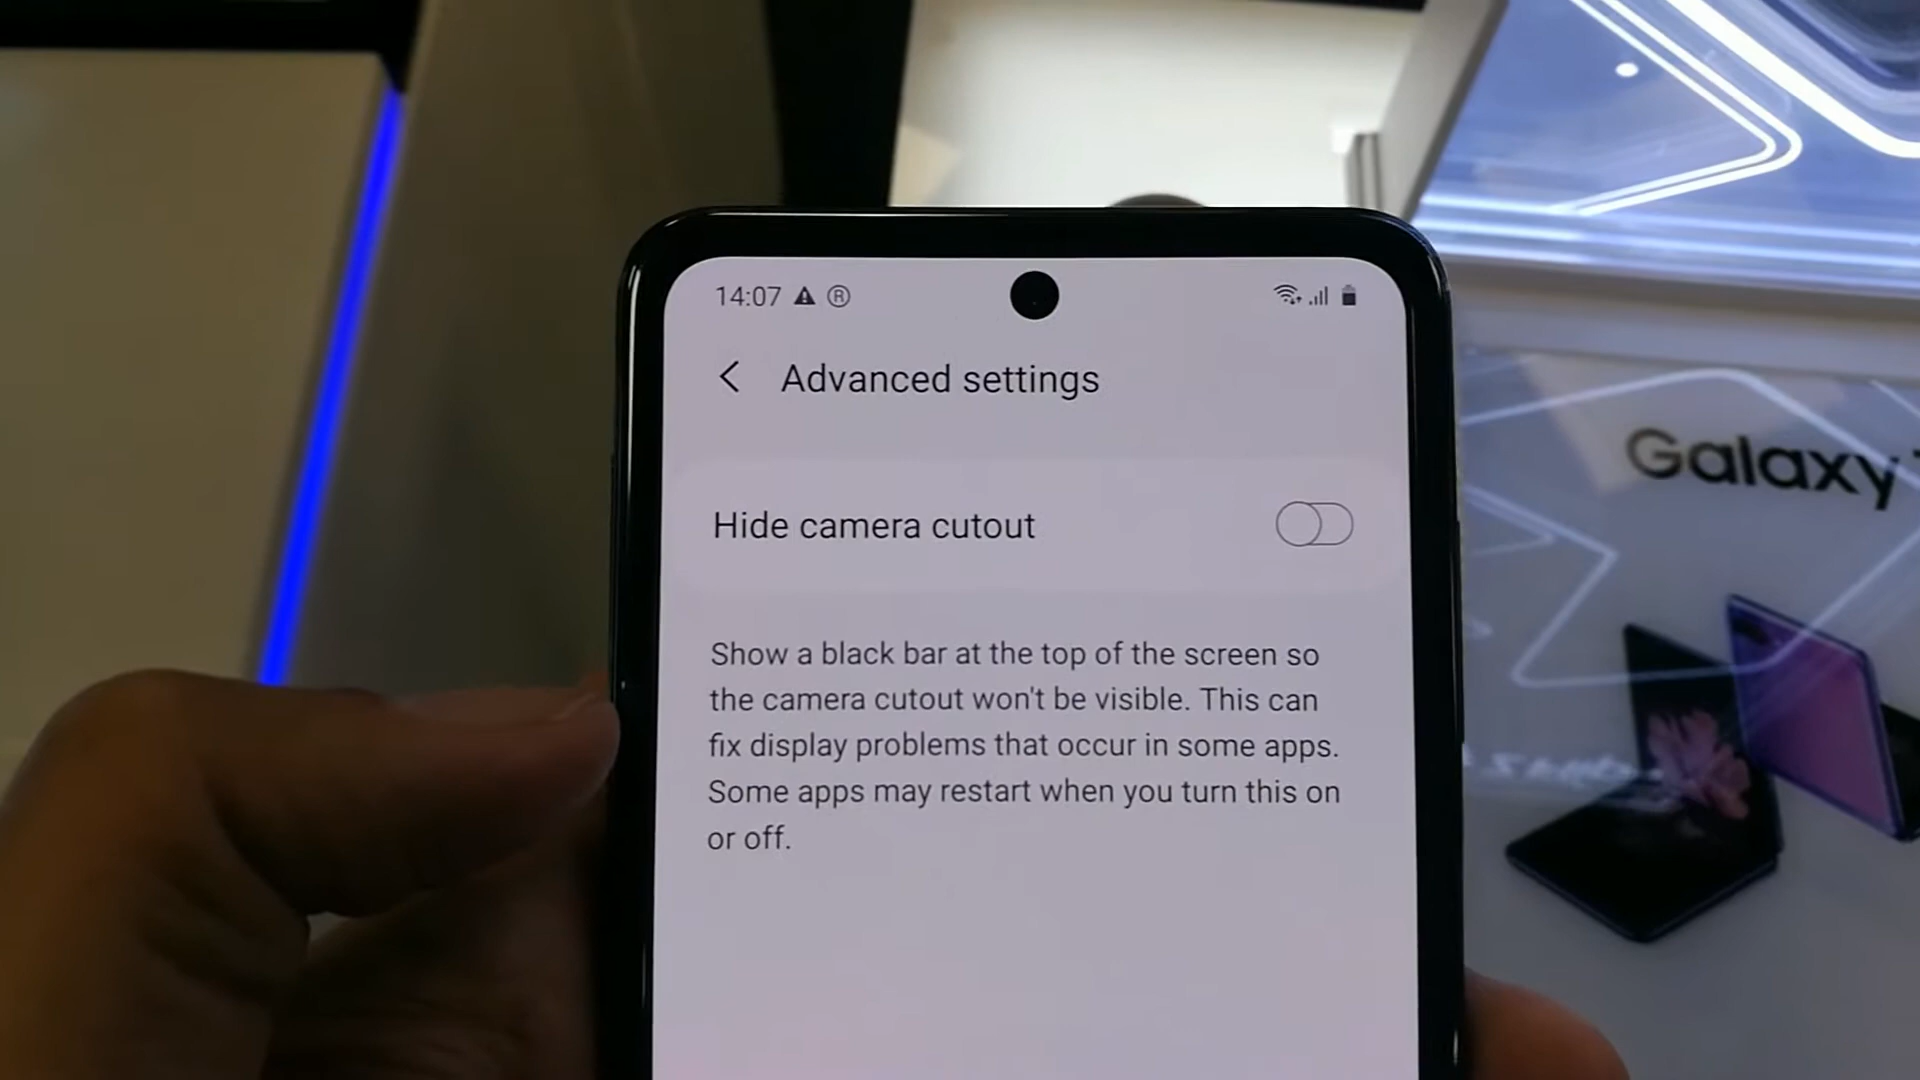 14:07 ®
Advanced settings
Hide camera cutout
Show a black bar at the top of the screen so
the camera cutout won't be visible. This can
fix display problems that occur in some apps.
Some apps may restart when you turn this on
or off.
Galaxy